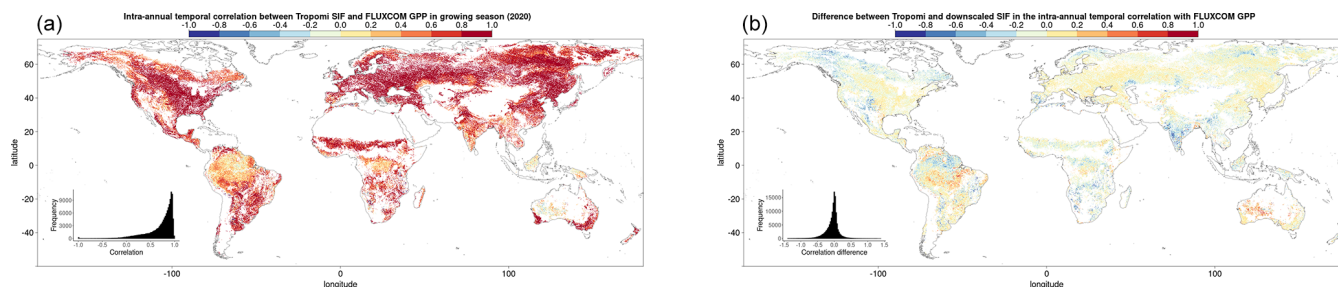 (a)
Intra-annual temporal correlation between Tropomi SIF and FLUXCOM GPP in growing season (2020)
-1.0 -0.8 -0.6 -0.4 -0.2 0.0 0.2 0.4 0.6 0.8 1.0
latitude
60
40
20
0
-20
-40
Frequency
9000
6000
3000
0
-1.0 -0.5 0.0 0.5 1.0
Correlation
-100 0 100
longitude
(b)
Difference between Tropomi and downscaled SIF in the intra-annual temporal correlation with FLUXCOM GPP
-1.0 -0.8 -0.6 -0.4 -0.2 0.0 0.2 0.4 0.6 0.8 1.0
latitude
60
40
20
0
-20
-40
Frequency
15000
10000
5000
0
-1.5 -1.0 -0.5 0.0 0.5 1.0 1.5
Correlation difference
-100 0 100
longitude